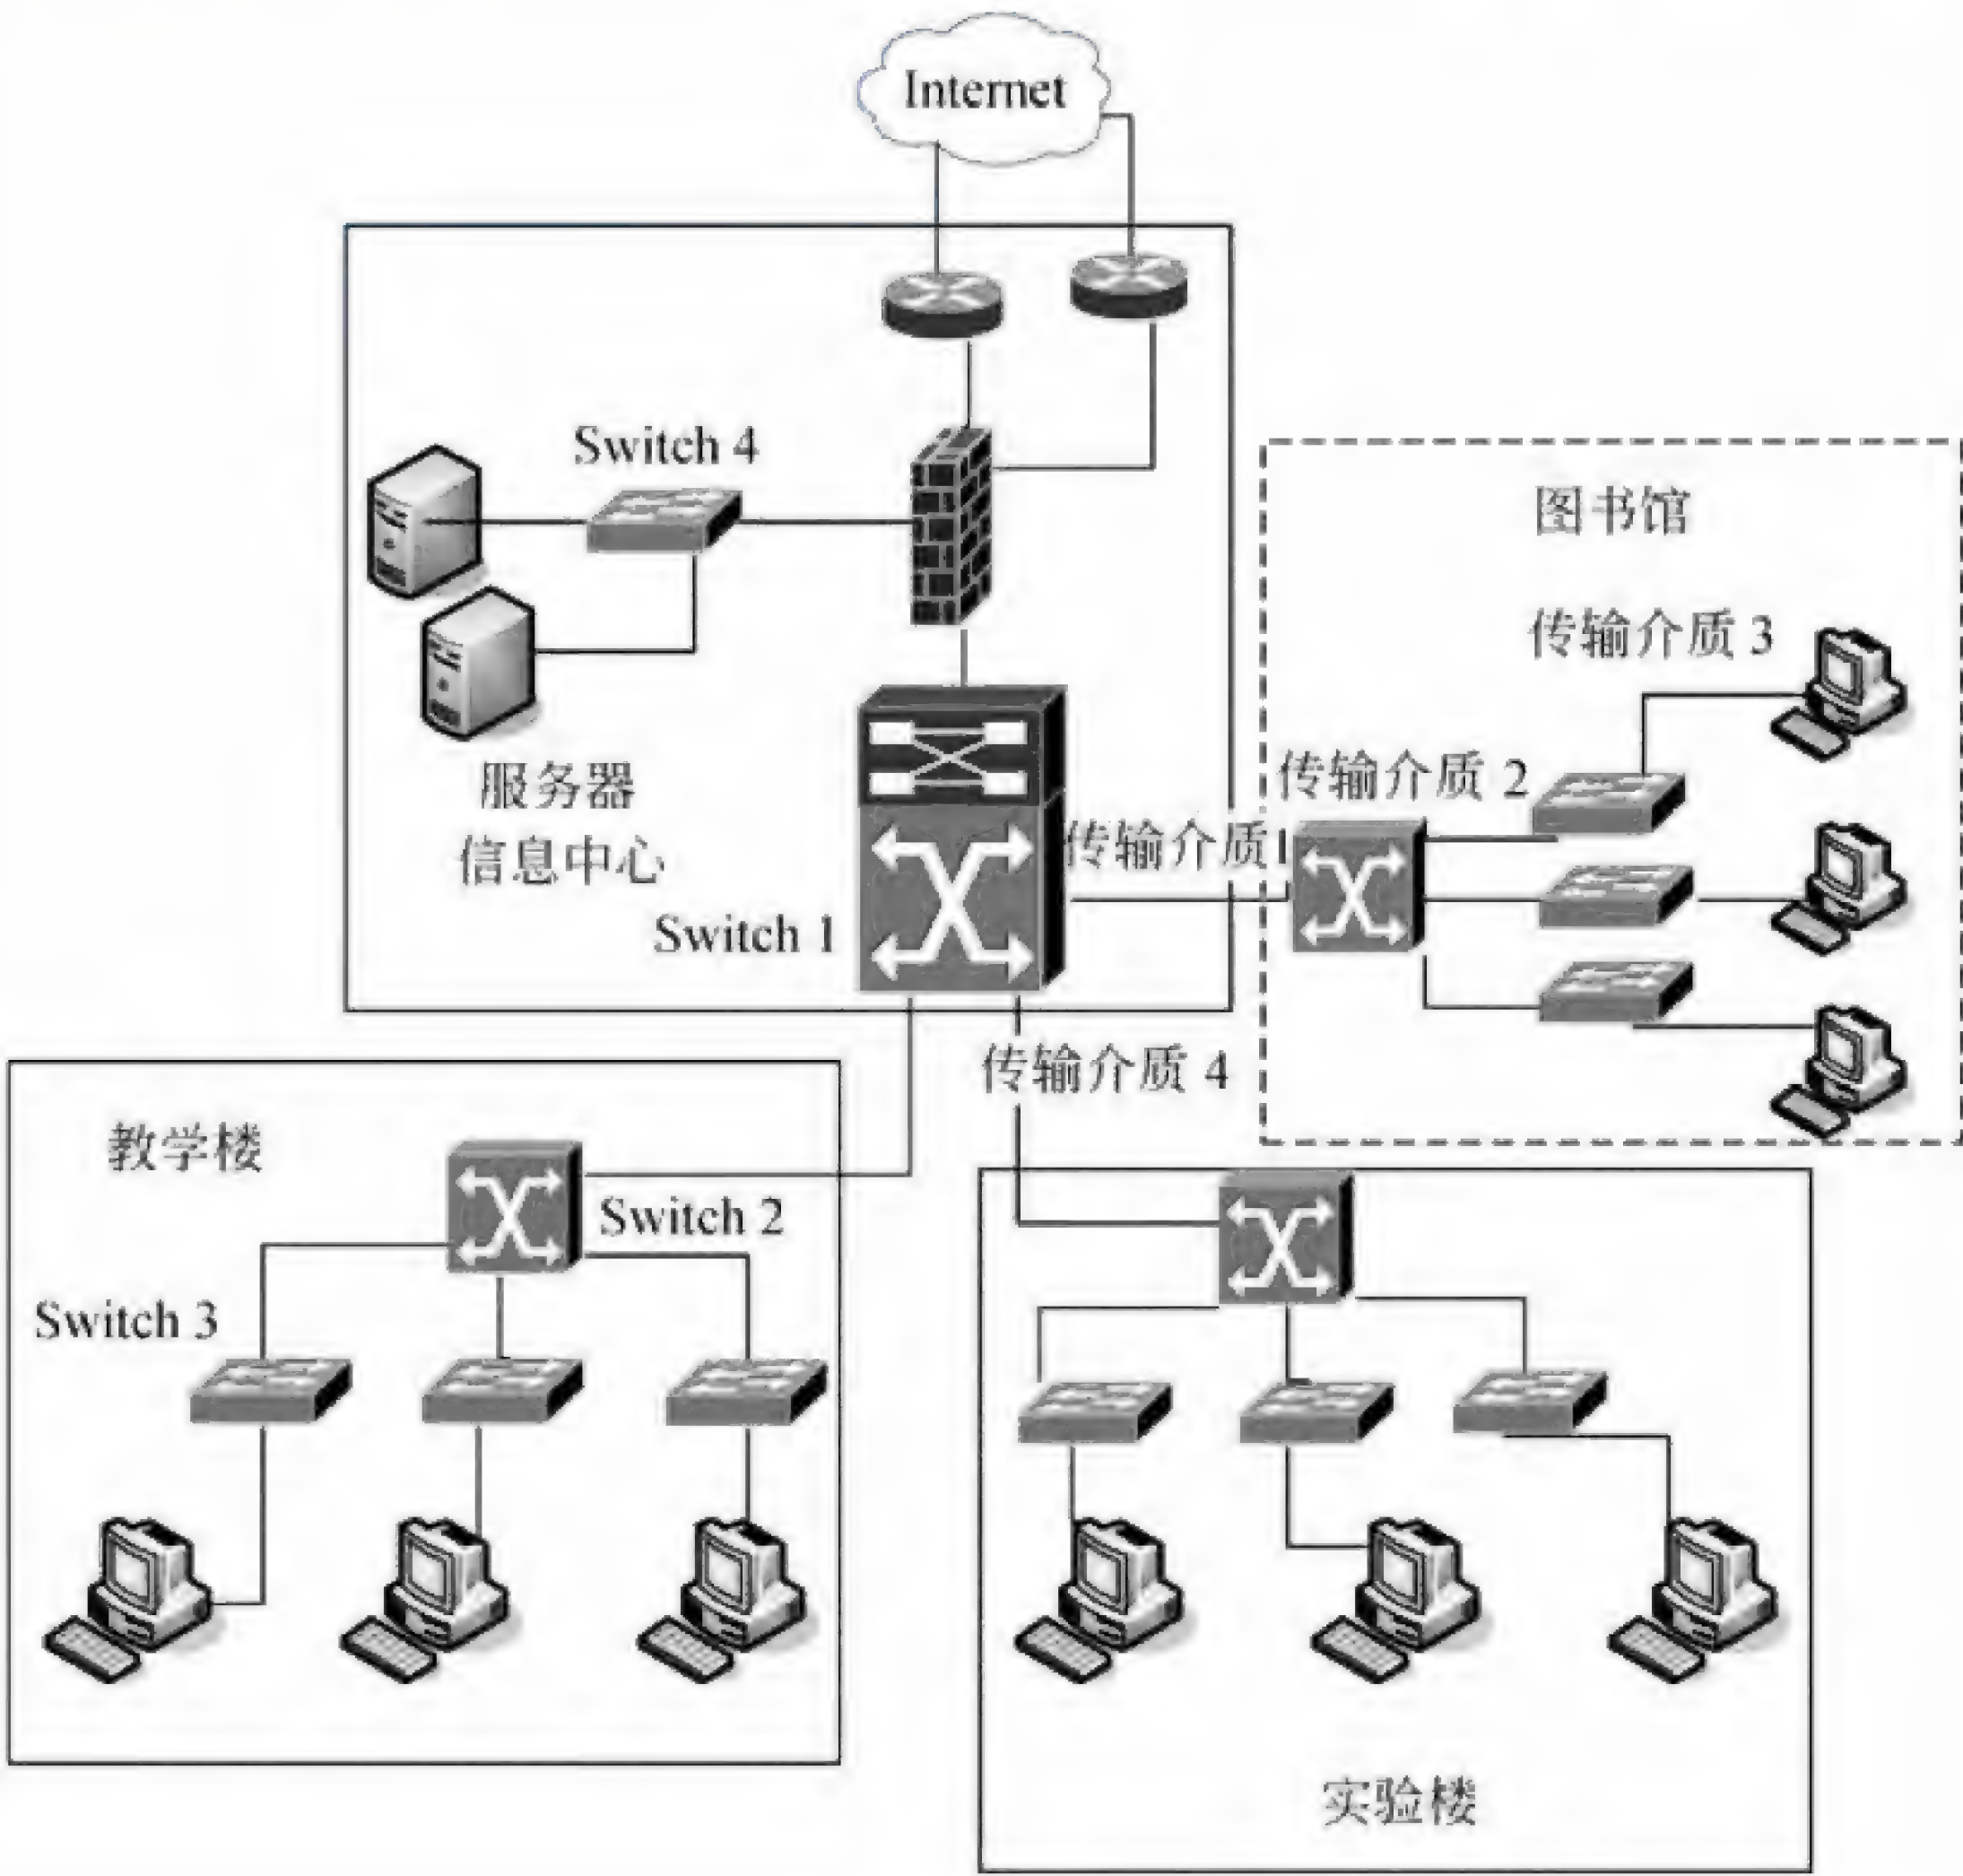 Internet
Switch 4
图书馆
传输介质 3
服务器
信息中心
传输介质 2
传输介质1
Switch 1
传输介质 4
教学楼
Switch 2
Switch 3
实验楼